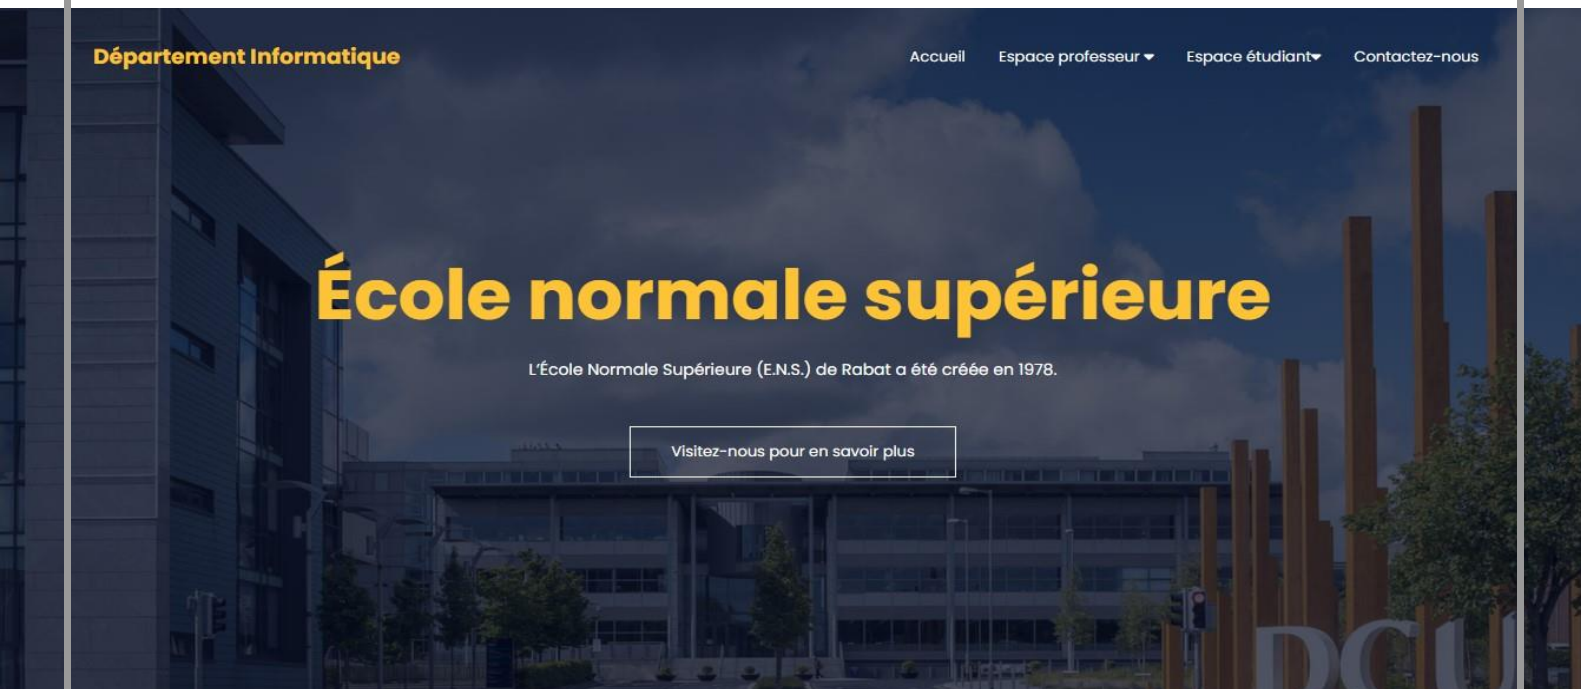 Département Informatique
Accueil Espace professeur Espace étudiant Contactez-nous
École normale supérieure
L'École Normale Supérieure (E.N.S.) de Rabat a été créée en 1978.
Visitez-nous pour en savoir plus
DCU